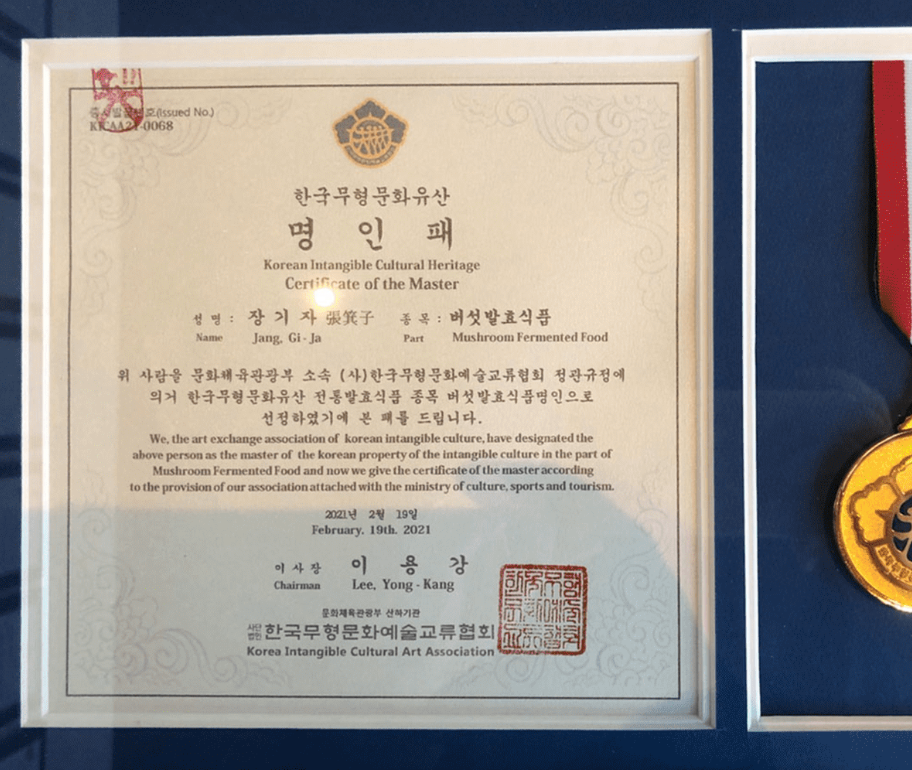 증서발급번호(Issued No.)
KICAA21-0068
한국무형문화유산
명 인 패
Korean Intangible Cultural Heritage
Certificate of the Master
성 명 : 장 기 자 張箕子 종 목 : 버섯발효식품
Name Jang, Gi - Ja Part Mushroom Fermented Food
위 사람을 문화체육관광부 소속 (사)한국무형문화예술교류협회 정관규정에
의거 한국무형문화유산 전통발효식품 종목 버섯발효식품명인으로
선정하였기에 본 패를 드립니다.
We, the art exchange association of korean intangible culture, have designated the
above person as the master of the korean property of the intangible culture in the part of
Mushroom Fermented Food and now we give the certificate of the master according
to the provision of our association attached with the ministry of culture, sports and tourism.
2021년 2월 19일
February. 19th. 2021
이 사 장 이 용 강
Chairman Lee, Yong - Kang
문화체육관광부 산하기관
사단법인 한국무형문화예술교류협회
Korea Intangible Cultural Art Association